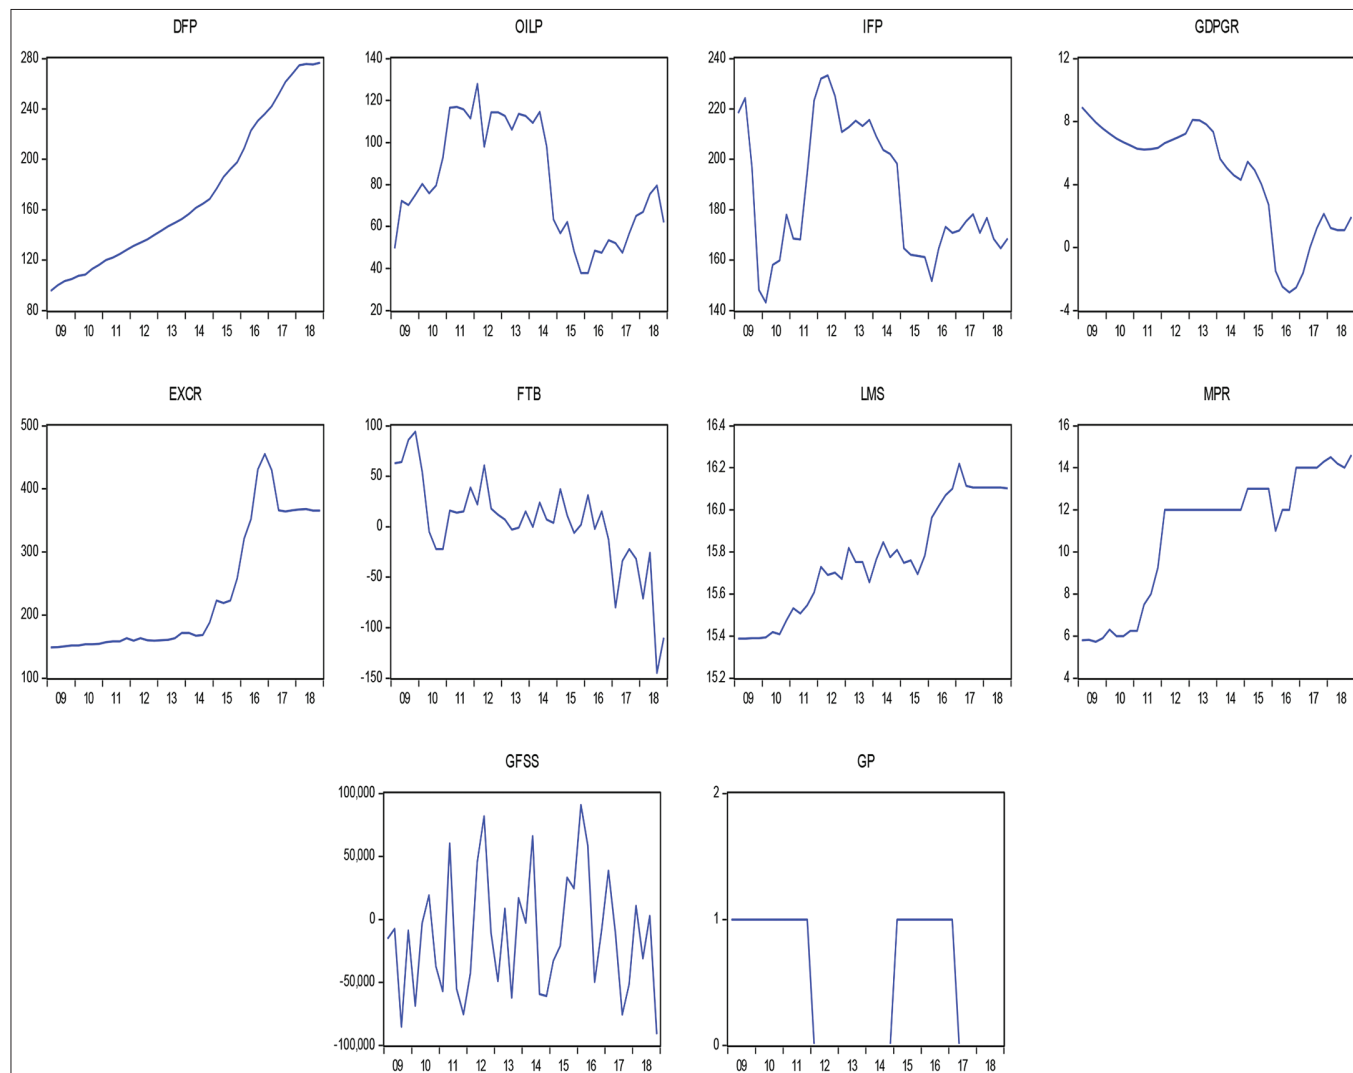 DFP OILP IFP GDPGR
280 140 240 12
240 120 220 8
200 100 200 4
160 80 180 0
120 60 160 -4
80 40 140
20
09 10 11 12 13 14 15 16 17 18 09 10 11 12 13 14 15 16 17 18 09 10 11 12 13 14 15 16 17 18 09 10 11 12 13 14 15 16 17 18
EXCR FTB LMS MPR
500 100 16.4 16
400 50 16.2 14
300 0 16.0 12
200 -50 15.8 10
100 -100 15.6 8
-150 15.4 6
15.2 4
09 10 11 12 13 14 15 16 17 18 09 10 11 12 13 14 15 16 17 18 09 10 11 12 13 14 15 16 17 18 09 10 11 12 13 14 15 16 17 18
GFSS GP
100,000 2
50,000 1
0 0
-50,000
-100,000
09 10 11 12 13 14 15 16 17 18 09 10 11 12 13 14 15 16 17 18